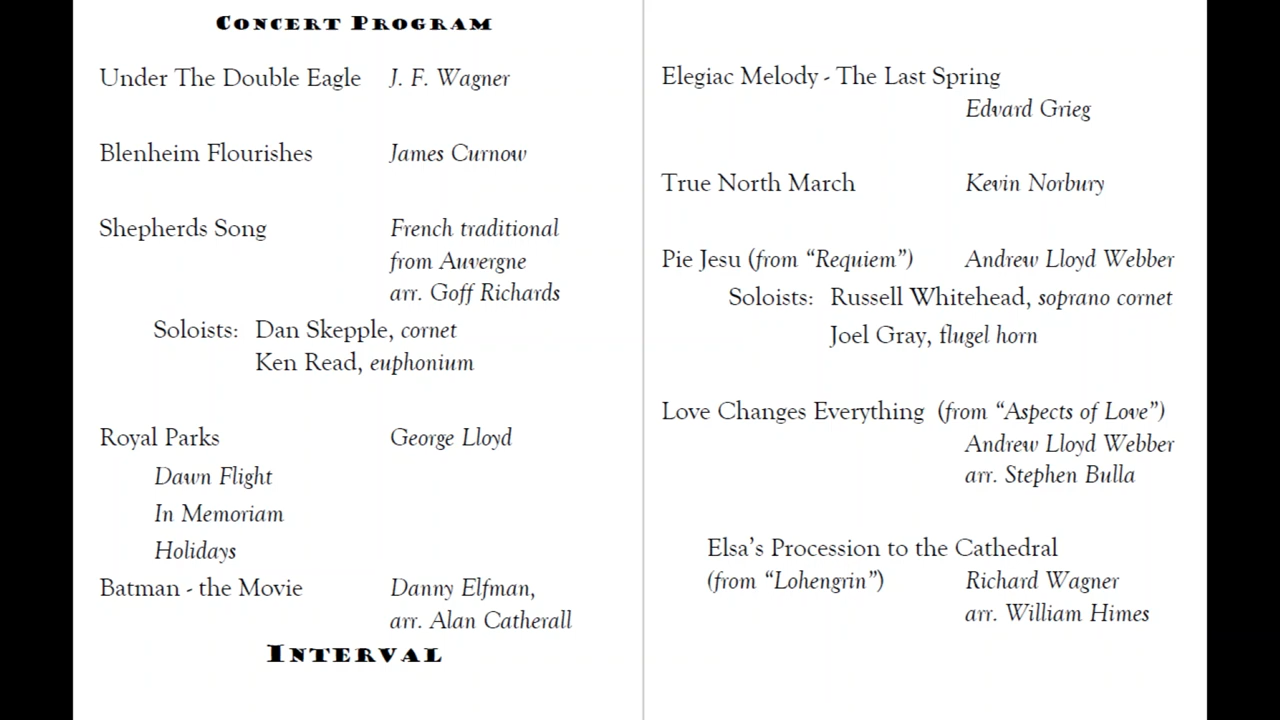 CONCERT PROGRAM
Under The Double Eagle J. F. Wagner
Blenheim Flourishes James Curnow
Shepherds Song French traditional
from Auvergne
arr. Goff Richards
Soloists: Dan Skepple, cornet
Ken Read, euphonium
Royal Parks George Lloyd
Dawn Flight
In Memoriam
Holidays
Batman - the Movie Danny Elfman,
arr. Alan Catherall
INTERVAL
Elegiac Melody - The Last Spring
Edvard Grieg
True North March Kevin Norbury
Pie Jesu (from “Requiem”) Andrew Lloyd Webber
Soloists: Russell Whitehead, soprano cornet
Joel Gray, flugel horn
Love Changes Everything (from “Aspects of Love”)
Andrew Lloyd Webber
arr. Stephen Bulla
Elsa’s Procession to the Cathedral
(from “Lohengrin”) Richard Wagner
arr. William Himes